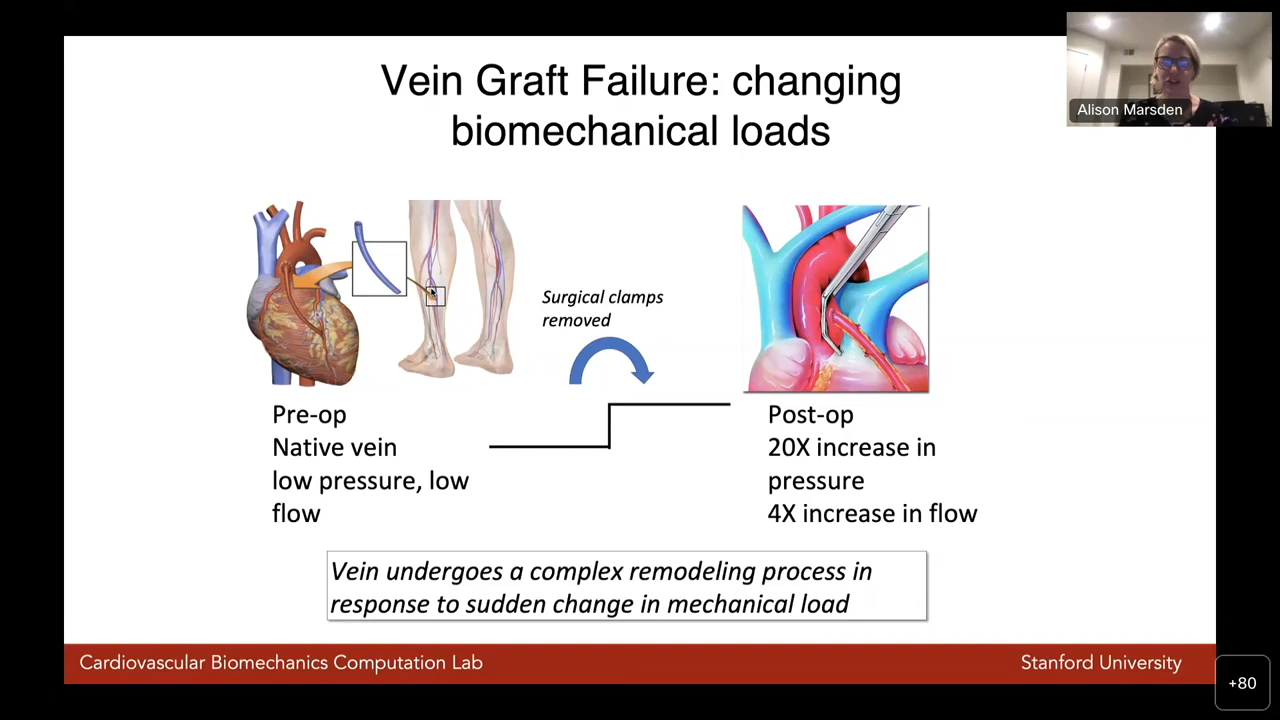 Vein Graft Failure: changing
biomechanical loads
Alison Marsden
Surgical clamps
removed
Pre-op
Native vein
low pressure, low
flow
Post-op
20X increase in
pressure
4X increase in flow
Vein undergoes a complex remodeling process in
response to sudden change in mechanical load
Cardiovascular Biomechanics Computation Lab
Stanford University
+80